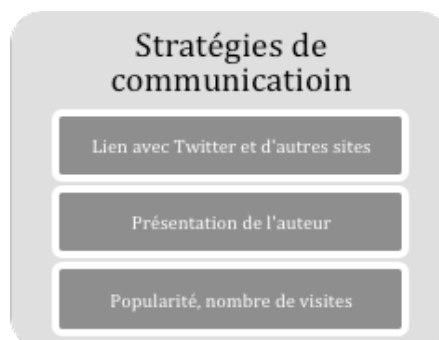 Stratégies de
communicatioin
Lien avec Twitter et d'autres sites
Présentation de l'auteur
Popularité, nombre de visites